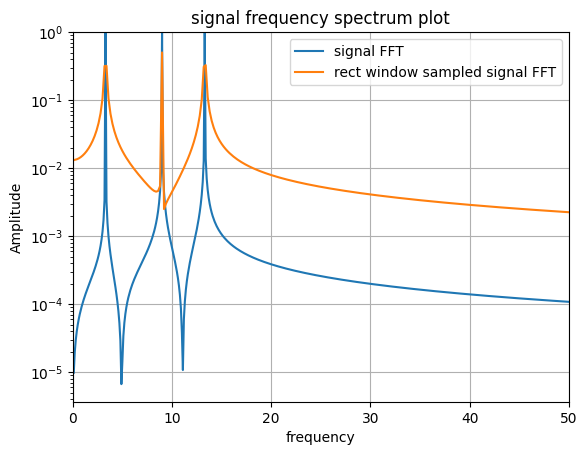 signal frequency spectrum plot
signal FFT
rect window sampled signal FFT
Amplitude
10⁰
10⁻¹
10⁻²
10⁻³
10⁻⁴
10⁻⁵
0 10 20 30 40 50
frequency